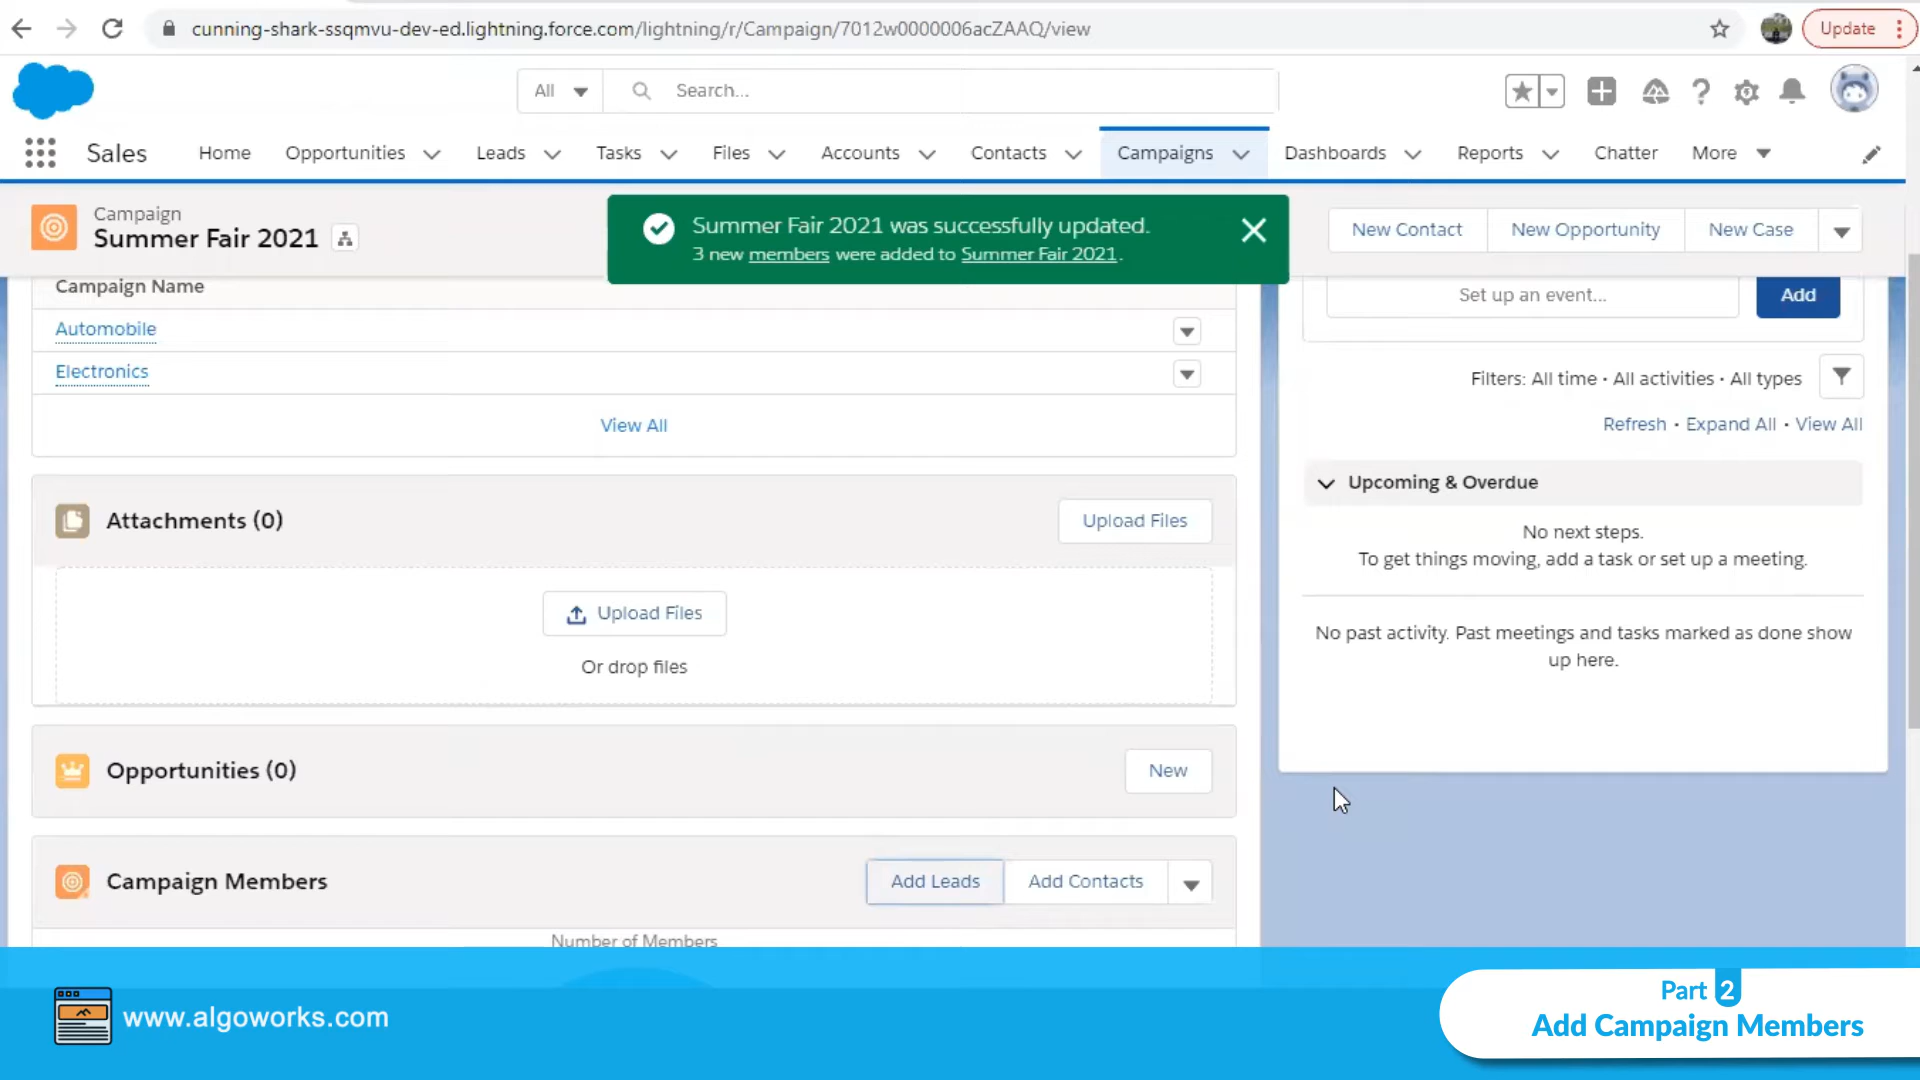 cunning-shark-ssqmvu-dev-ed.lightning.force.com/lightning/r/Campaign/7012w0000006acZAAQ/view
Update
All
Search...
Sales
Home
Opportunities
Leads
Tasks
Files
Accounts
Contacts
Campaigns
Dashboards
Reports
Chatter
More
Campaign
Summer Fair 2021
Summer Fair 2021 was successfully updated.
3 new members were added to Summer Fair 2021.
New Contact
New Opportunity
New Case
Campaign Name
Automobile
Electronics
View All
Set up an event...
Add
Filters: All time • All activities • All types
Refresh • Expand All • View All
Upcoming & Overdue
No next steps.
To get things moving, add a task or set up a meeting.
No past activity. Past meetings and tasks marked as done show
up here.
Attachments (0)
Upload Files
Upload Files
Or drop files
Opportunities (0)
New
Campaign Members
Add Leads
Add Contacts
Number of Members
www.algoworks.com
Part 2
Add Campaign Members